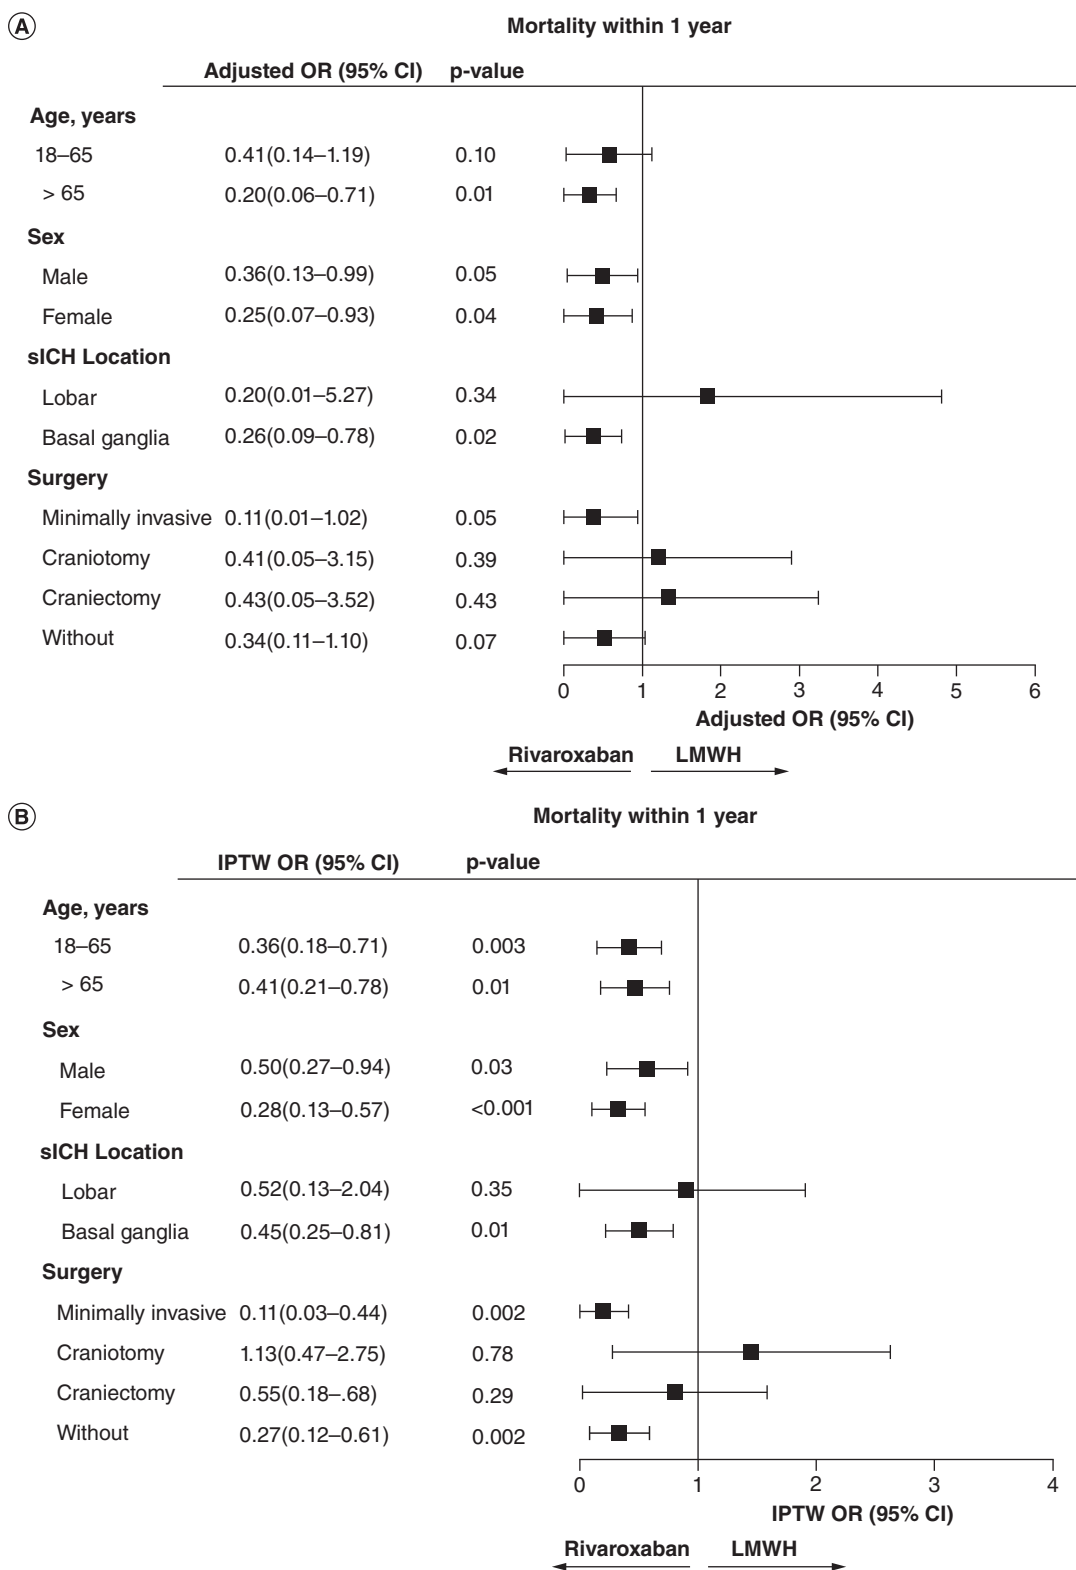 A
Mortality within 1 year
Adjusted OR (95% CI) p-value
Age, years
18–65 0.41(0.14–1.19) 0.10
> 65 0.20(0.06–0.71) 0.01
Sex
Male 0.36(0.13–0.99) 0.05
Female 0.25(0.07–0.93) 0.04
sICH Location
Lobar 0.20(0.01–5.27) 0.34
Basal ganglia 0.26(0.09–0.78) 0.02
Surgery
Minimally invasive 0.11(0.01–1.02) 0.05
Craniotomy 0.41(0.05–3.15) 0.39
Craniectomy 0.43(0.05–3.52) 0.43
Without 0.34(0.11–1.10) 0.07
0 1 2 3 4 5 6
Adjusted OR (95% CI)
Rivaroxaban LMWH
B
Mortality within 1 year
IPTW OR (95% CI) p-value
Age, years
18–65 0.36(0.18–0.71) 0.003
> 65 0.41(0.21–0.78) 0.01
Sex
Male 0.50(0.27–0.94) 0.03
Female 0.28(0.13–0.57) <0.001
sICH Location
Lobar 0.52(0.13–2.04) 0.35
Basal ganglia 0.45(0.25–0.81) 0.01
Surgery
Minimally invasive 0.11(0.03–0.44) 0.002
Craniotomy 1.13(0.47–2.75) 0.78
Craniectomy 0.55(0.18–.68) 0.29
Without 0.27(0.12–0.61) 0.002
0 1 2 3 4
IPTW OR (95% CI)
Rivaroxaban LMWH